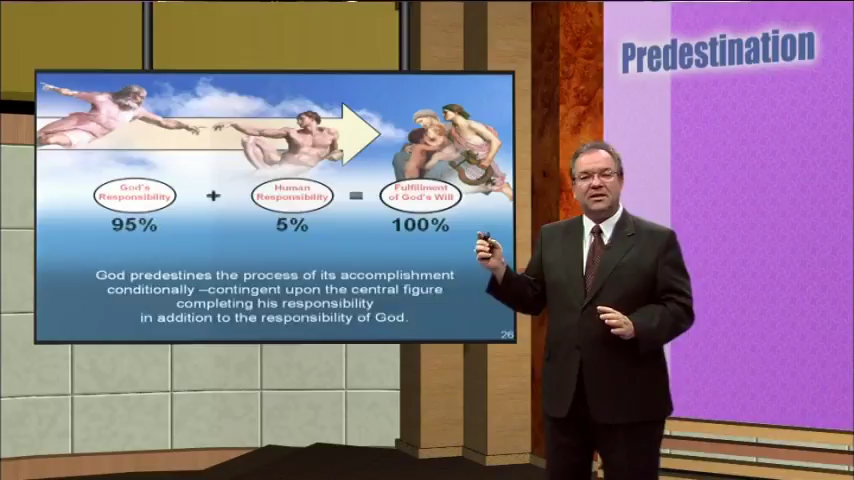 Predestination
God's
Responsibility
95%
+
Human
Responsibility
5%
=
Fulfillment
of God's Will
100%
God predestines the process of its accomplishment
conditionally –contingent upon the central figure
completing his responsibility
in addition to the responsibility of God.
26